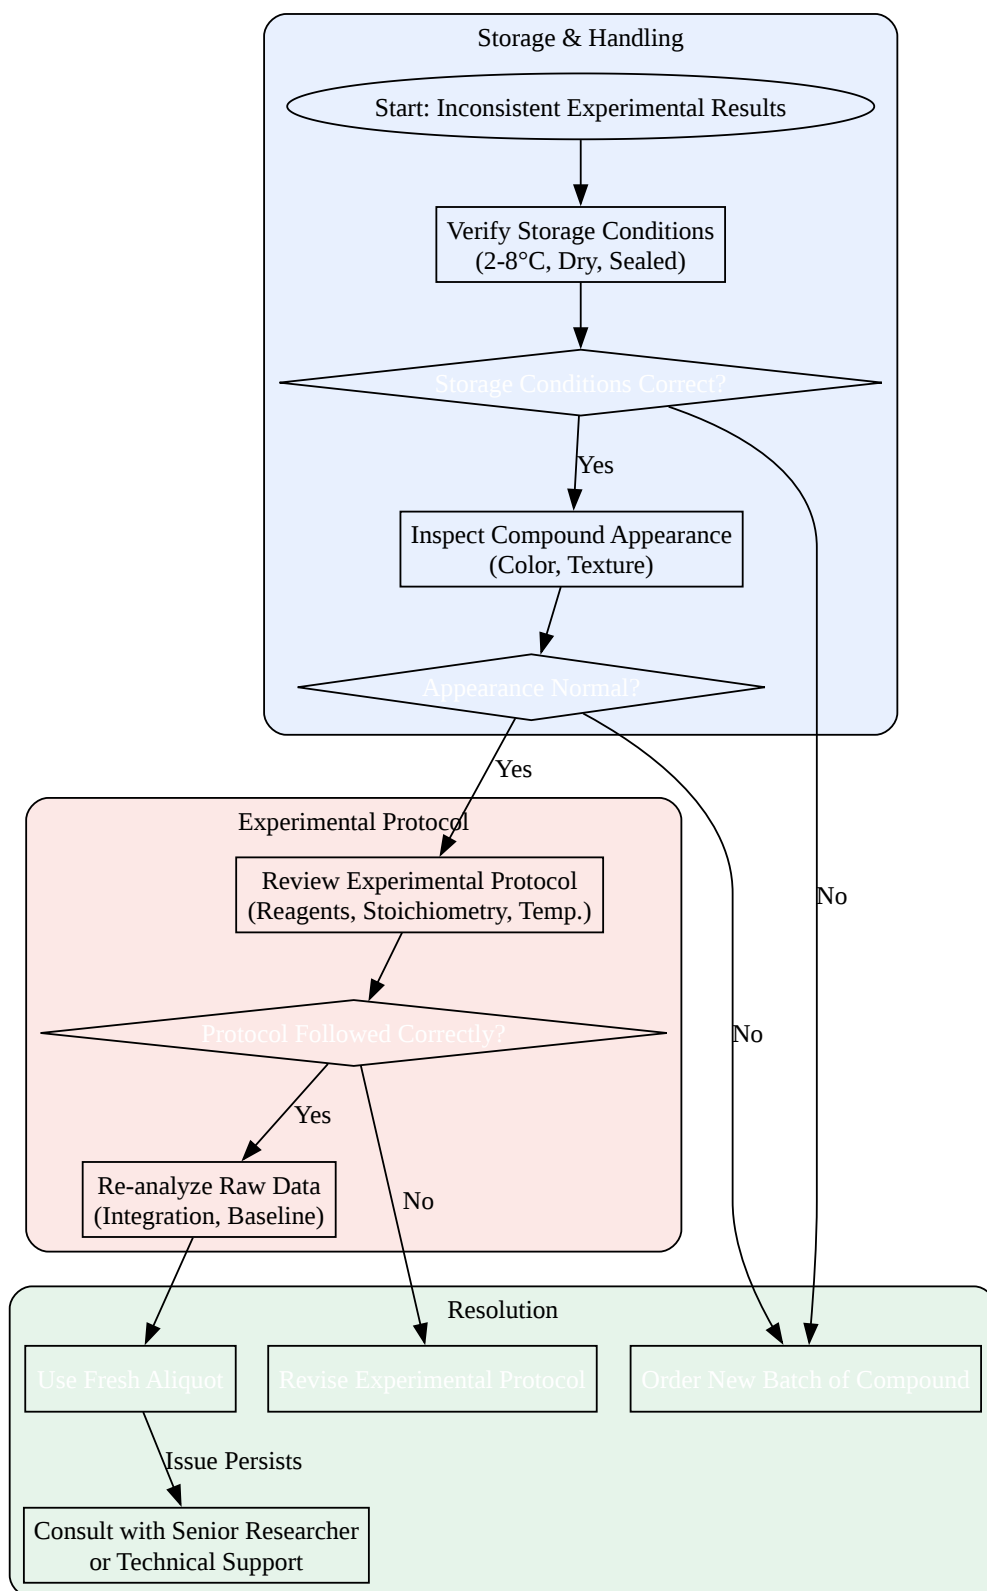 Storage & Handling
Start: Inconsistent Experimental Results
Verify Storage Conditions
(2-8°C, Dry, Sealed)
Storage Conditions Correct?
Yes
Inspect Compound Appearance
(Color, Texture)
Appearance Normal?
Yes
Experimental Protocol
Review Experimental Protocol
(Reagents, Stoichiometry, Temp.)
No
Protocol Followed Correctly?
No
Yes
Re-analyze Raw Data
(Integration, Baseline)
No
Resolution
Use Fresh Aliquot
Revise Experimental Protocol
Order New Batch of Compound
Issue Persists
Consult with Senior Researcher
or Technical Support